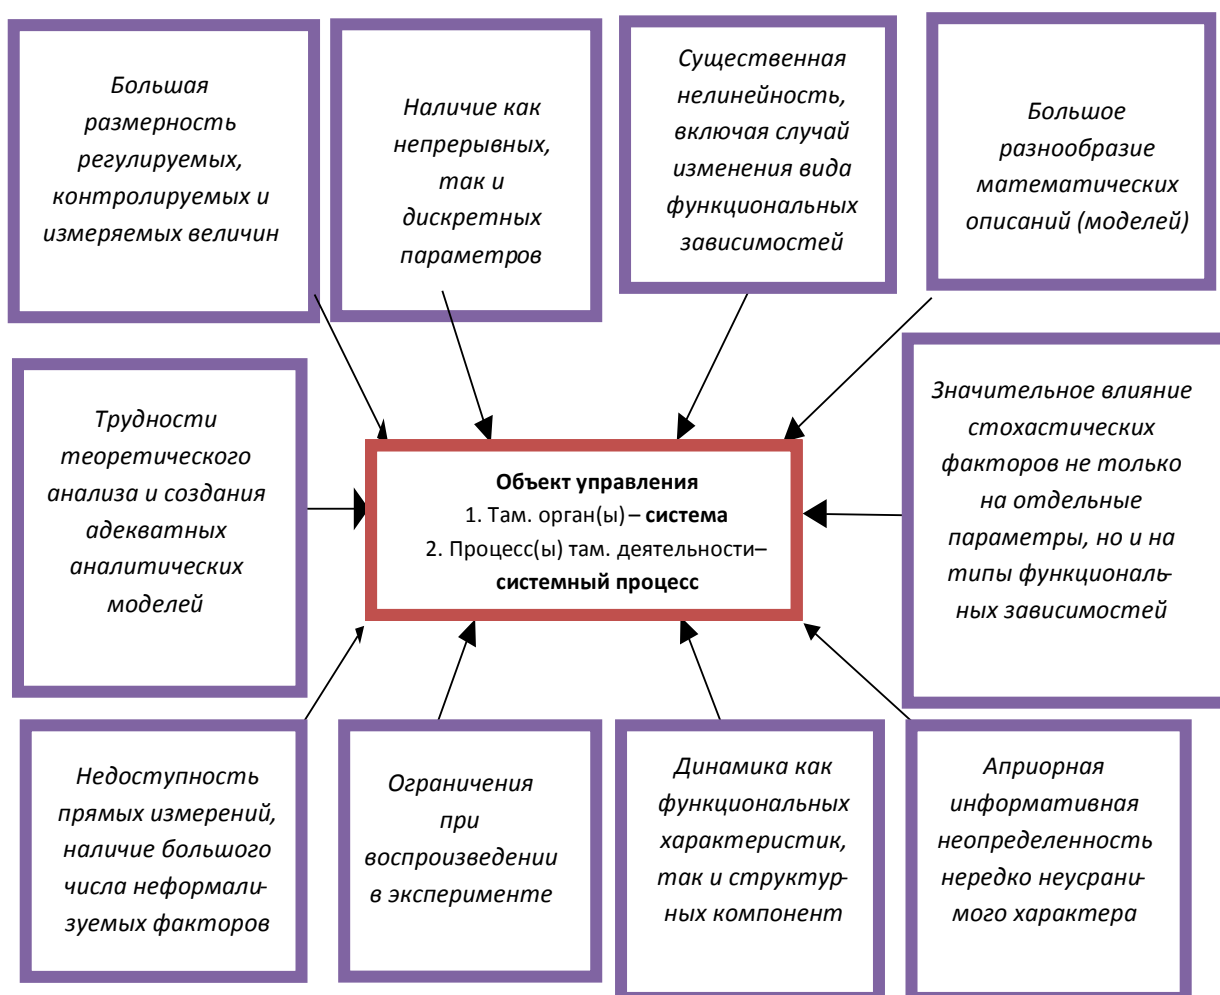 Большая
размерность
регулируемых,
контролируемых и
измеряемых величин
Наличие как
непрерывных,
так и
дискретных
параметров
Существенная
нелинейность,
включая случай
изменения вида
функциональных
зависимостей
Большое
разнообразие
математических
описаний (моделей)
Трудности
теоретического
анализа и создания
адекватных
аналитических
моделей
Объект управления
1. Там. орган(ы) – система
2. Процесс(ы) там. деятельности–
системный процесс
Значительное влияние
стохастических
факторов не только
на отдельные
параметры, но и на
типы функциональ-
ных зависимостей
Недоступность
прямых измерений,
наличие большого
числа неформали-
зуемых факторов
Ограничения
при
воспроизведении
в эксперименте
Динамика как
функциональных
характеристик,
так и структур-
ных компонент
Априорная
информативная
неопределенность
нередко неусрани-
мого характера